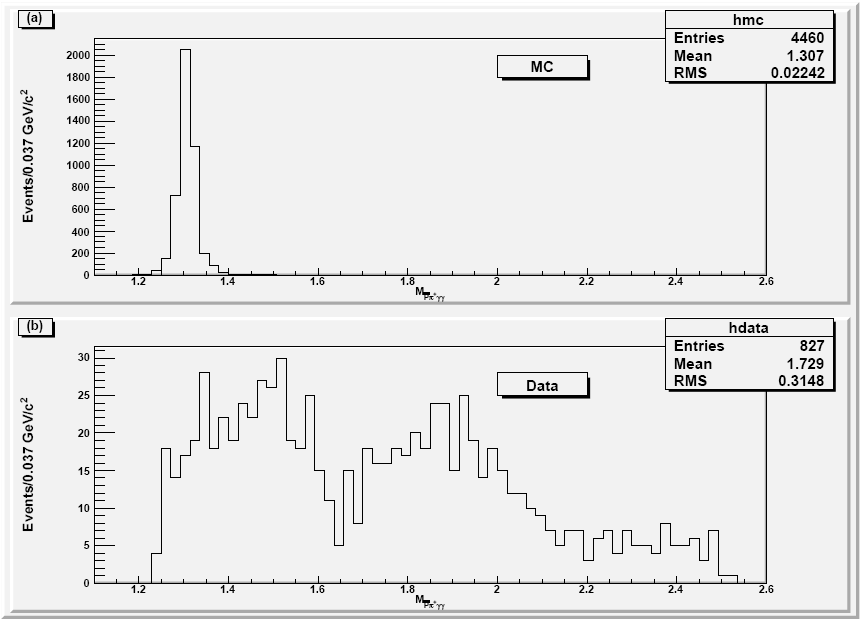 (a)
hmc
Entries 4460
Mean 1.307
RMS 0.02242
MC
Events/0.037 GeV/c²
2000
1800
1600
1400
1200
1000
800
600
400
200
0
1.2 1.4 1.6 1.8 2 2.2 2.4 2.6
(b)
hdata
Entries 827
Mean 1.729
RMS 0.3148
Data
Events/0.037 GeV/c²
30
25
20
15
10
5
0
1.2 1.4 1.6 1.8 2 2.2 2.4 2.6